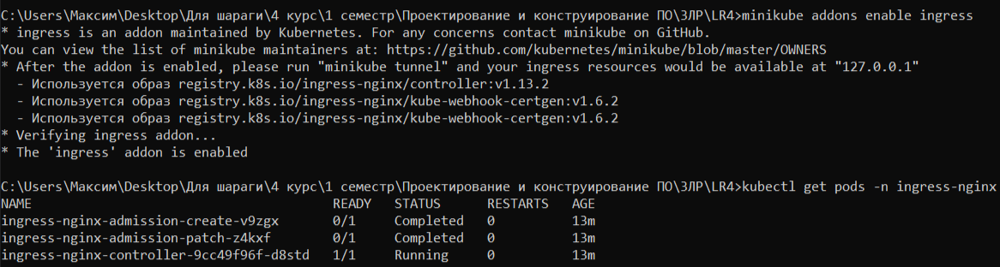 C:\Users\Максим\Desktop\Для шараги\4 курс\1 семестр\Проектирование и конструирование ПО\ЗЛР\LR4>minikube addons enable ingress
* ingress is an addon maintained by Kubernetes. For any concerns contact minikube on GitHub.
You can view the list of minikube maintainers at: https://github.com/kubernetes/minikube/blob/master/OWNERS
* After the addon is enabled, please run "minikube tunnel" and your ingress resources would be available at "127.0.0.1"
  - Используется образ registry.k8s.io/ingress-nginx/controller:v1.13.2
  - Используется образ registry.k8s.io/ingress-nginx/kube-webhook-certgen:v1.6.2
  - Используется образ registry.k8s.io/ingress-nginx/kube-webhook-certgen:v1.6.2
* Verifying ingress addon...
* The 'ingress' addon is enabled
C:\Users\Максим\Desktop\Для шараги\4 курс\1 семестр\Проектирование и конструирование ПО\ЗЛР\LR4>kubectl get pods -n ingress-nginx
NAME READY STATUS RESTARTS AGE
ingress-nginx-admission-create-v9zgx 0/1 Completed 0 13m
ingress-nginx-admission-patch-z4kxf 0/1 Completed 0 13m
ingress-nginx-controller-9cc49f96f-d8std 1/1 Running 0 13m